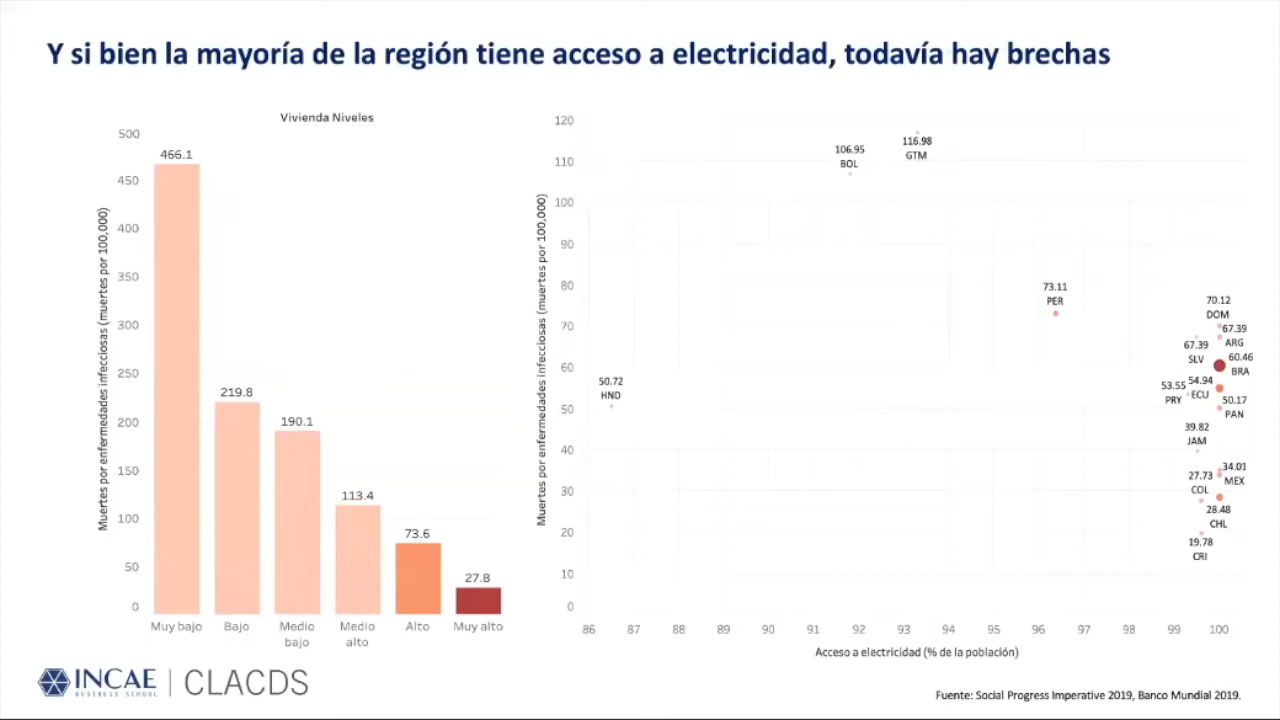 Y si bien la mayoría de la región tiene acceso a electricidad, todavía hay brechas
Vivienda Niveles
Muertes por enfermedades infecciosas (muertes por 100,000)
500
450
400
350
300
250
200
150
100
50
0
466.1
219.8
190.1
113.4
73.6
27.8
Muy bajo
Bajo
Medio
bajo
Medio
alto
Alto
Muy alto
Muertes por enfermedades infecciosas (muertes por 100,000)
120
110
100
90
80
70
60
50
40
30
20
10
0
116.98
GTM
106.95
BOL
73.11
PER
70.12
DOM
67.39
ARG
67.39
SLV
60.46
BRA
50.72
HND
53.55
PRY
54.94
ECU
50.17
PAN
39.82
JAM
34.01
MEX
27.73
COL
28.48
CHL
19.78
CRI
86
87
88
89
90
91
92
93
94
95
96
97
98
99
100
Acceso a electricidad (% de la población)
INCAE
BUSINESS SCHOOL
CLACDS
Fuente: Social Progress Imperative 2019, Banco Mundial 2019.